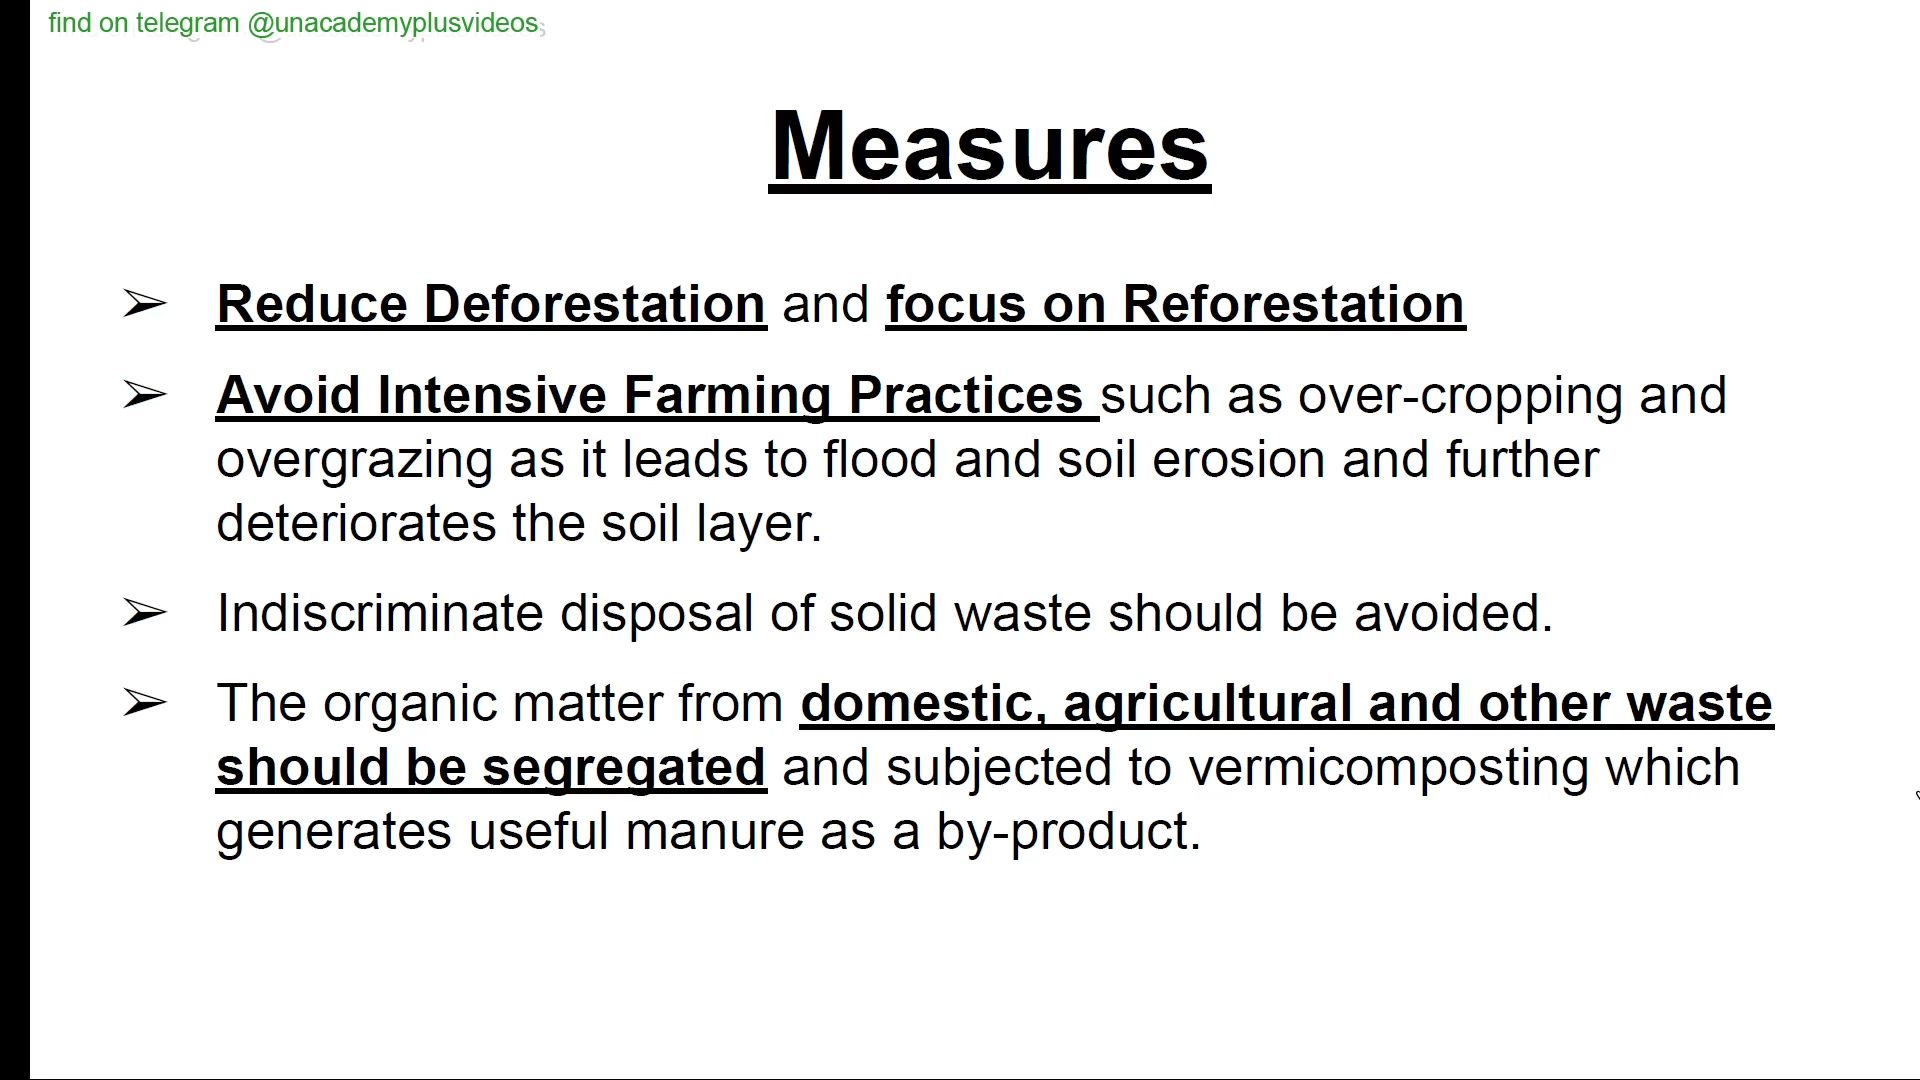 find on telegram @unacademyplusvideos
Measures
➢ Reduce Deforestation and focus on Reforestation
➢ Avoid Intensive Farming Practices such as over-cropping and
overgrazing as it leads to flood and soil erosion and further
deteriorates the soil layer.
➢ Indiscriminate disposal of solid waste should be avoided.
➢ The organic matter from domestic, agricultural and other waste
should be segregated and subjected to vermicomposting which
generates useful manure as a by-product.